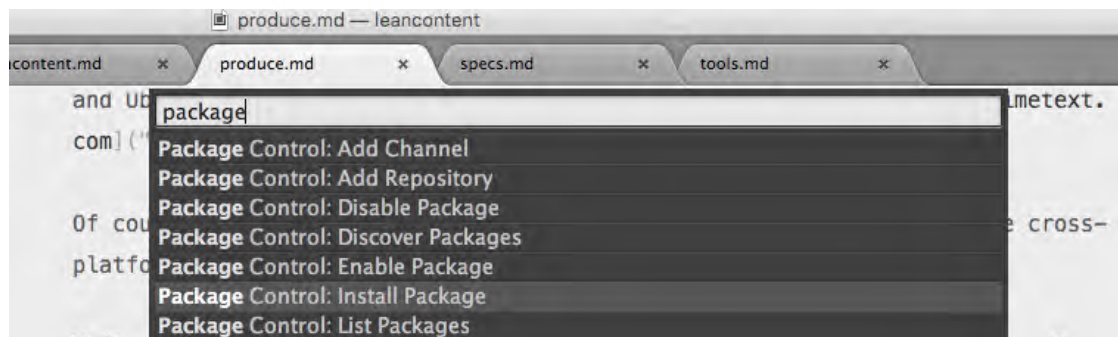 produce.md — leancontent
content.md × produce.md × specs.md × tools.md ×
and Ub imetext.
package
com]("
Package Control: Add Channel
Package Control: Add Repository
Package Control: Disable Package
Of cou e cross-
Package Control: Discover Packages
platfo
Package Control: Enable Package
Package Control: Install Package
Package Control: List Packages